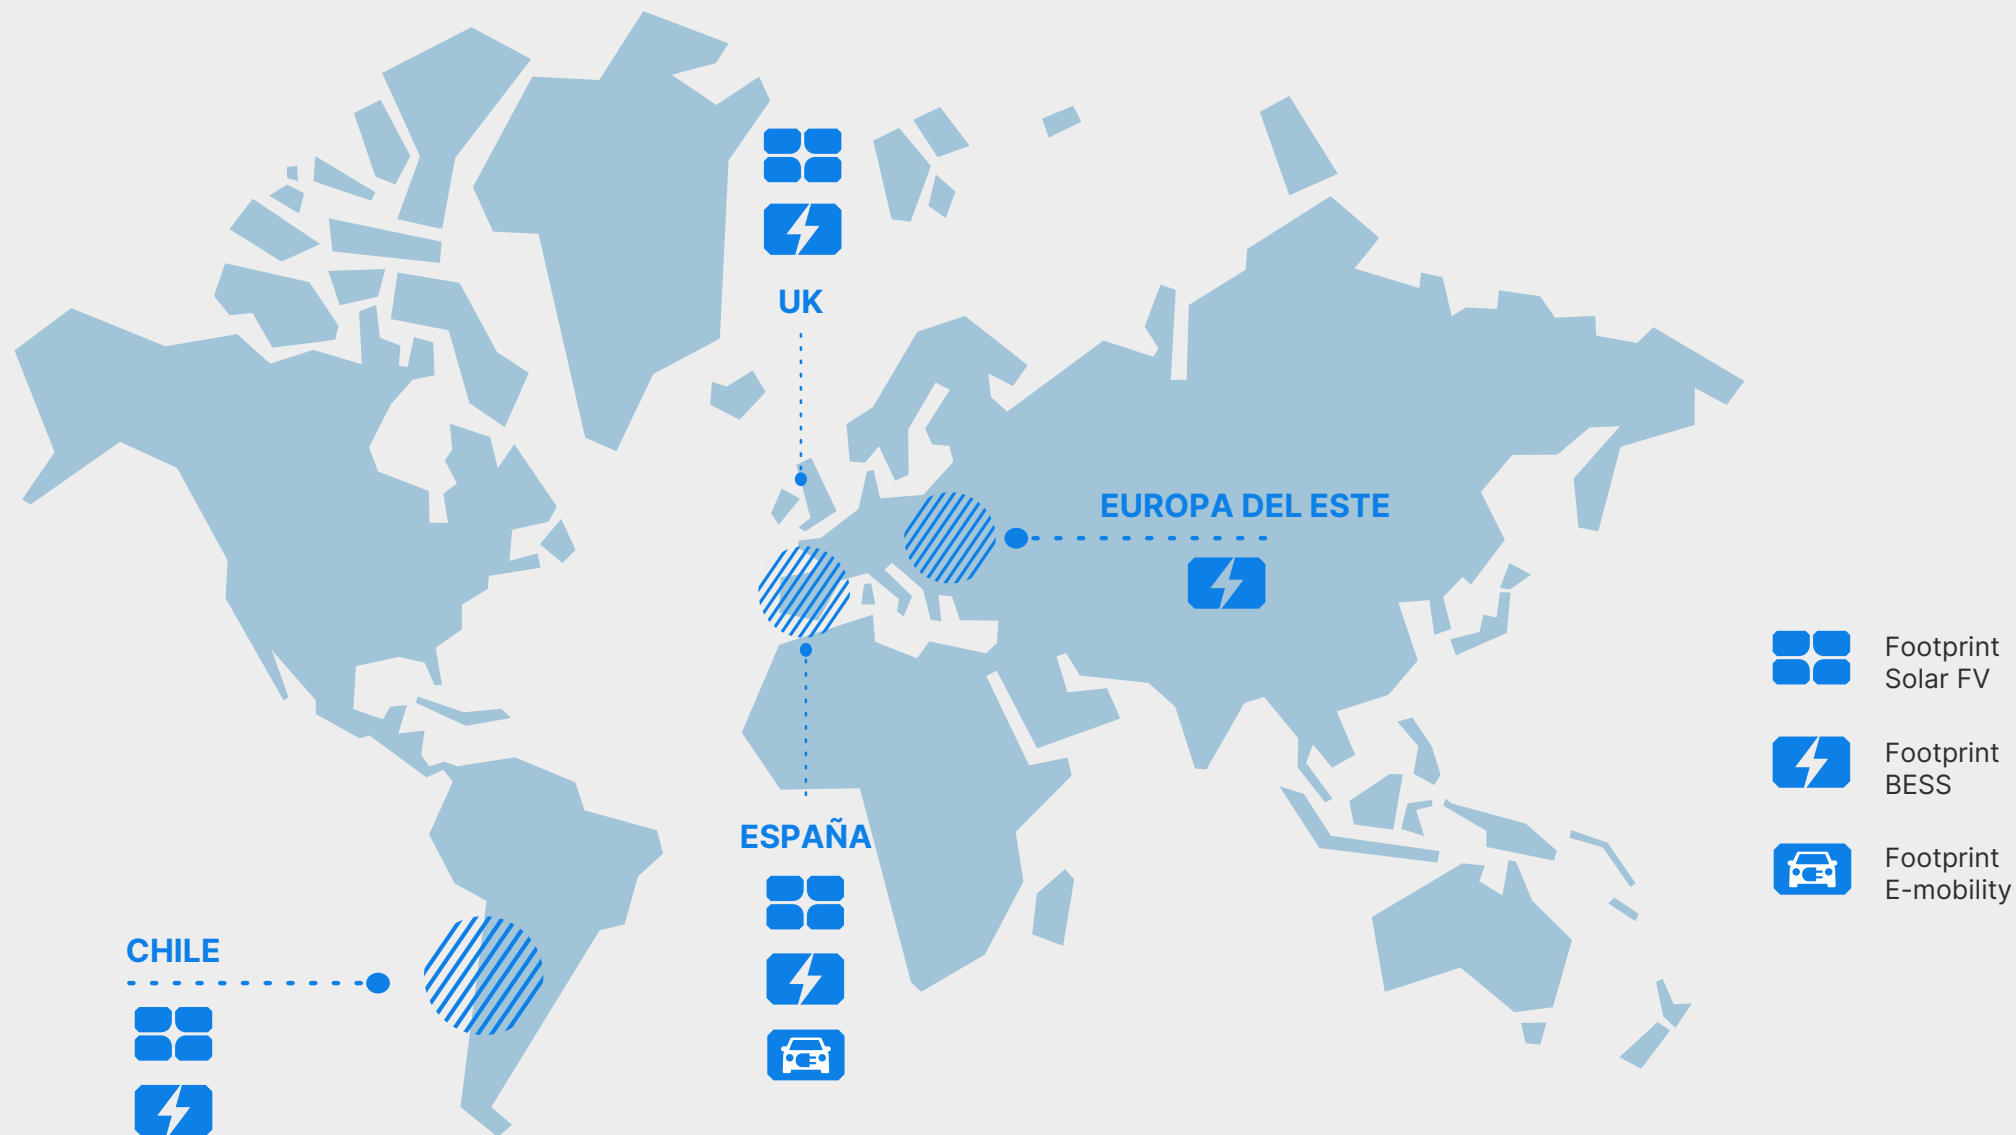 UK
EUROPA DEL ESTE
ESPAÑA
CHILE
Footprint
Solar FV
Footprint
BESS
Footprint
E-mobility